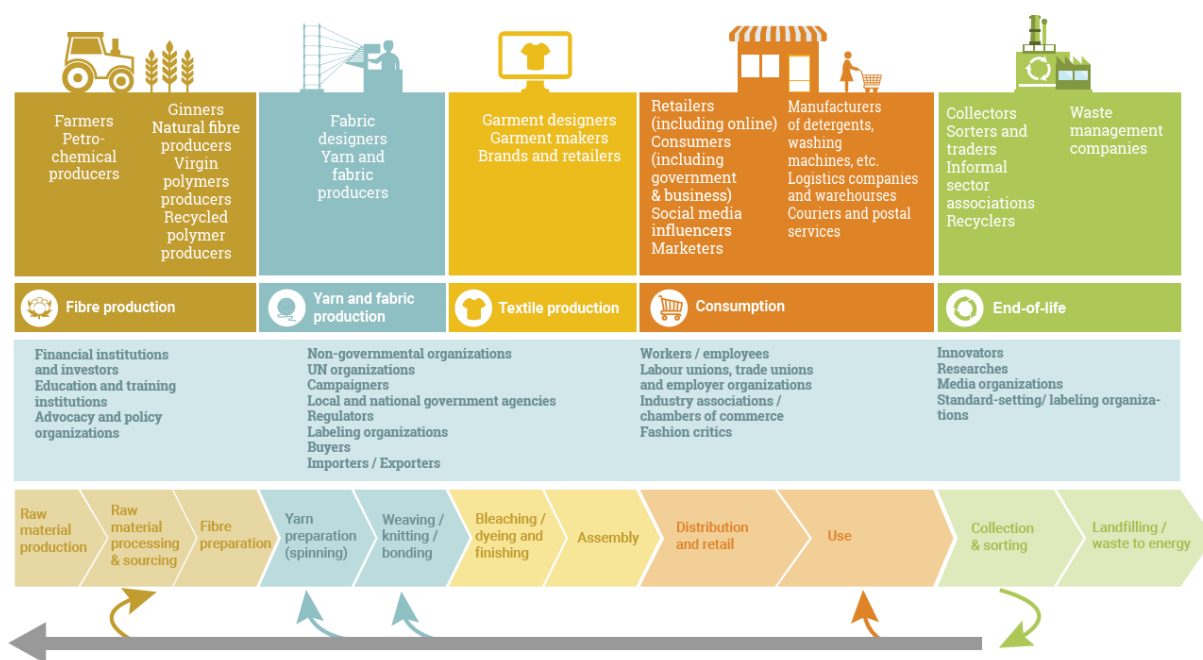 Farmers
Petro-
chemical
producers
Ginners
Natural fibre
producers
Virgin
polymers
producers
Recycled
polymer
producers
Fabric
designers
Yarn and
fabric
producers
Garment designers
Garment makers
Brands and retailers
Retailers
(including online)
Consumers
(including
government
& business)
Social media
influencers
Marketers
Manufacturers
of detergents,
washing
machines, etc.
Logistics companies
and warehourses
Couriers and postal
services
Collectors
Sorters and
traders
Informal
sector
associations
Recyclers
Waste
management
companies
Fibre production
Yarn and fabric
production
Textile production
Consumption
End-of-life
Financial institutions
and investors
Education and training
institutions
Advocacy and policy
organizations
Non-governmental organizations
UN organizations
Campaigners
Local and national government agencies
Regulators
Labeling organizations
Buyers
Importers / Exporters
Workers / employees
Labour unions, trade unions
and employer organizations
Industry associations /
chambers of commerce
Fashion critics
Innovators
Researches
Media organizations
Standard-setting/ labeling organiza-
tions
Raw
material
production
Raw
material
processing
& sourcing
Fibre
preparation
Yarn
preparation
(spinning)
Weaving /
knitting /
bonding
Bleaching /
dyeing and
finishing
Assembly
Distribution
and retail
Use
Collection
& sorting
Landfilling /
waste to energy